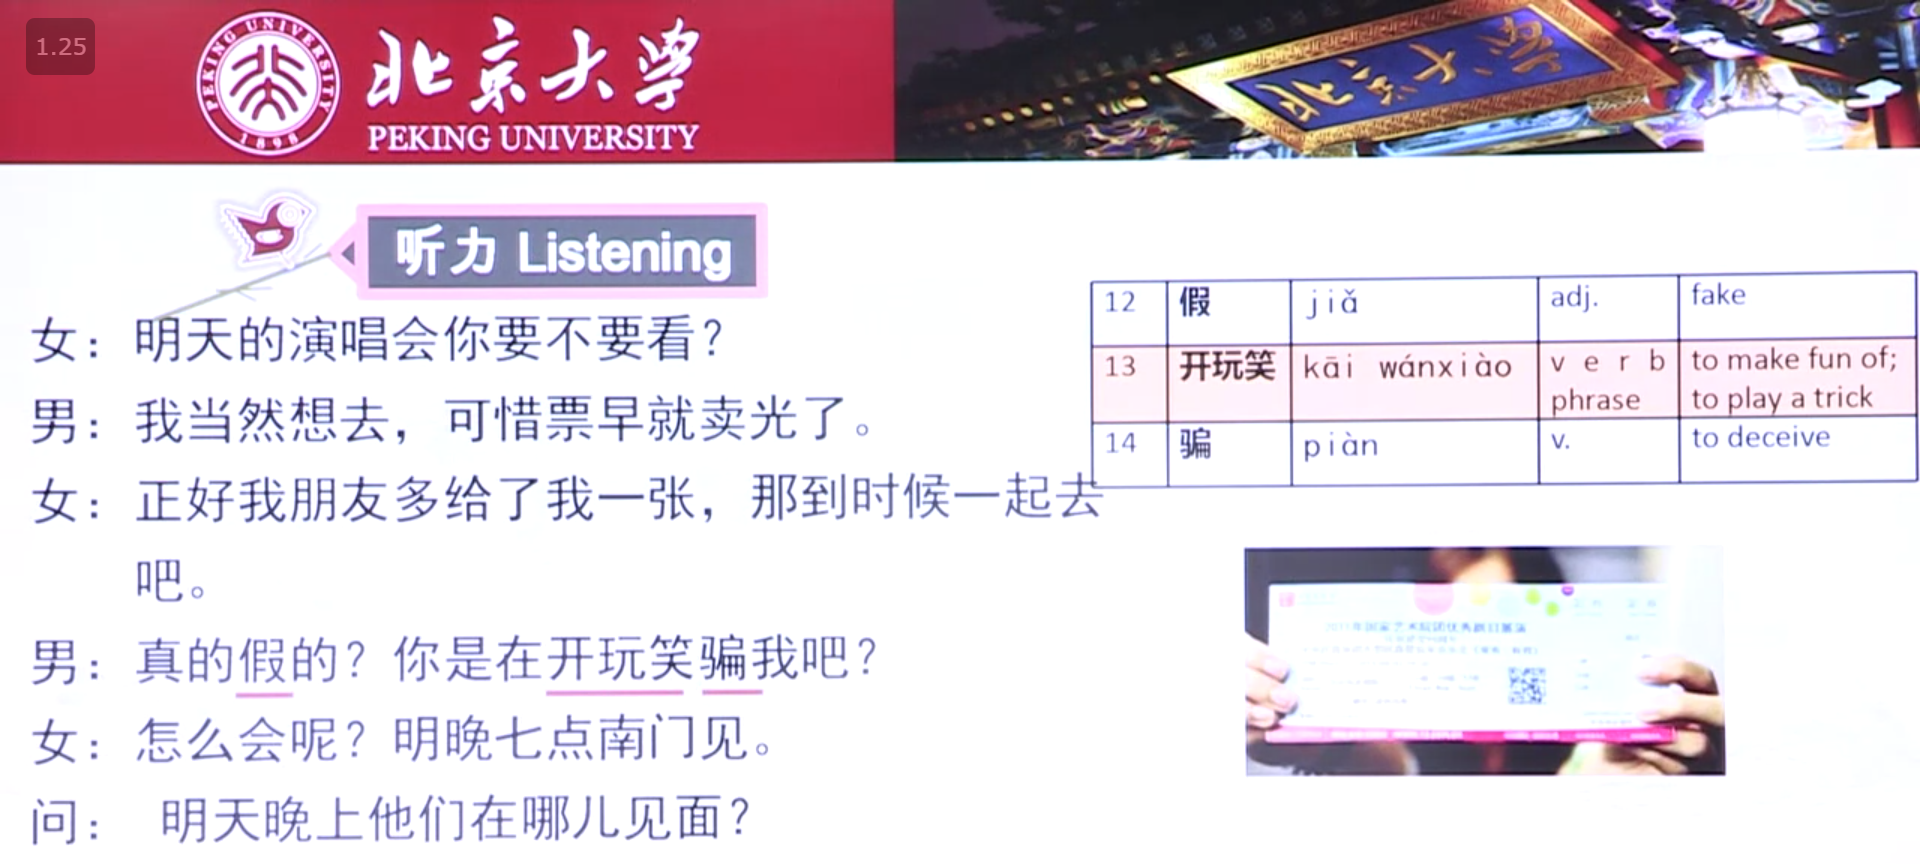 1.25
PEKING UNIVERSITY
1898
北京大学
PEKING UNIVERSITY
北京大学
听力 Listening
女：明天的演唱会你要不要看？
男：我当然想去，可惜票早就卖光了。
女：正好我朋友多给了我一张，那到时候一起去
吧。
男：真的假的？你是在开玩笑骗我吧？
女：怎么会呢？明晚七点南门见。
问：明天晚上他们在哪儿见面？
12 假 jiǎ adj. fake
13 开玩笑 kāi wánxiào verb phrase to make fun of; to play a trick
14 骗 piàn v. to deceive